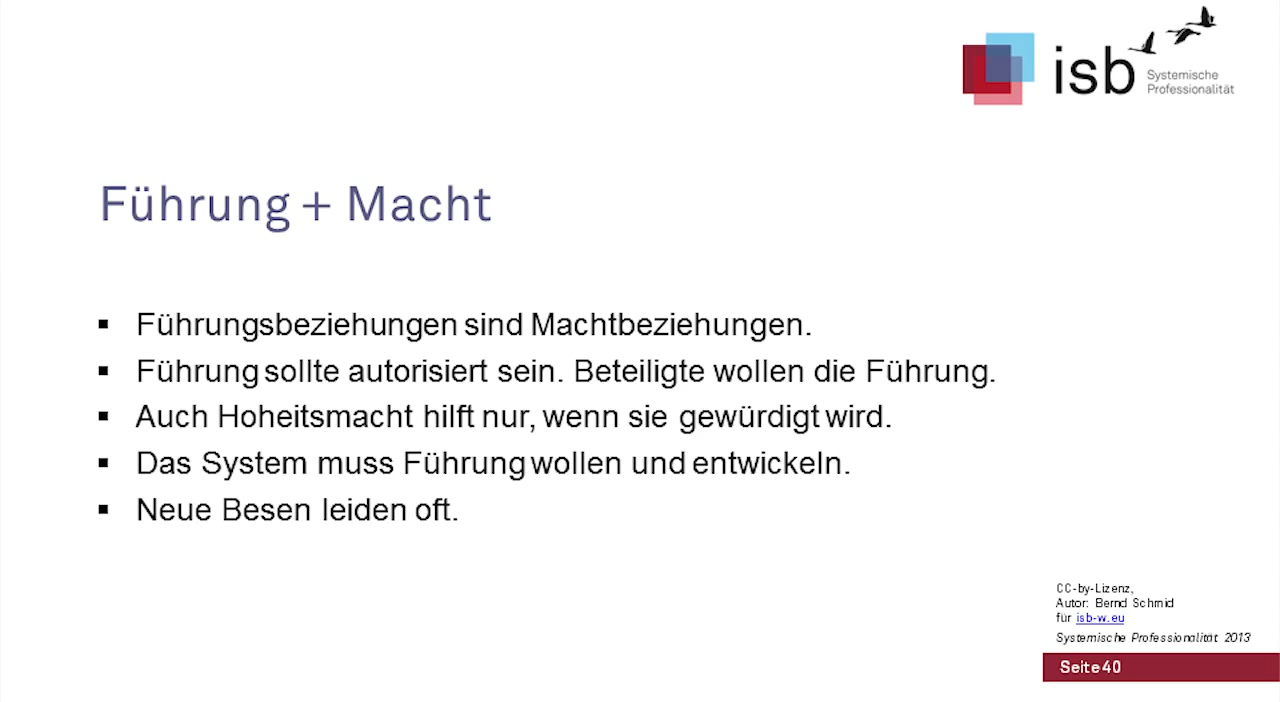 isb
Systemische
Professionalität
Führung + Macht
▪ Führungsbeziehungen sind Machtbeziehungen.
▪ Führung sollte autorisiert sein. Beteiligte wollen die Führung.
▪ Auch Hoheitsmacht hilft nur, wenn sie gewürdigt wird.
▪ Das System muss Führung wollen und entwickeln.
▪ Neue Besen leiden oft.
CC-by-Lizenz,
Autor: Bernd Schmid
für isb-w.eu
Systemische Professionalität 2013
Seite 40